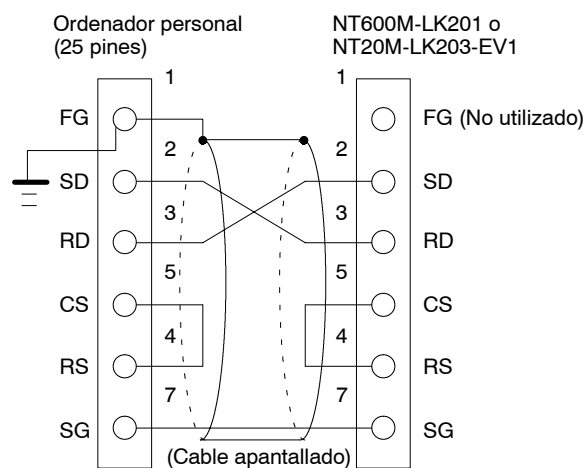 Ordenador personal
(25 pines)
NT600M-LK201 o
NT20M-LK203-EV1
1
1
FG
FG (No utilizado)
2
2
SD
SD
3
3
RD
RD
5
5
CS
CS
4
4
RS
RS
7
7
SG
SG
(Cable apantallado)